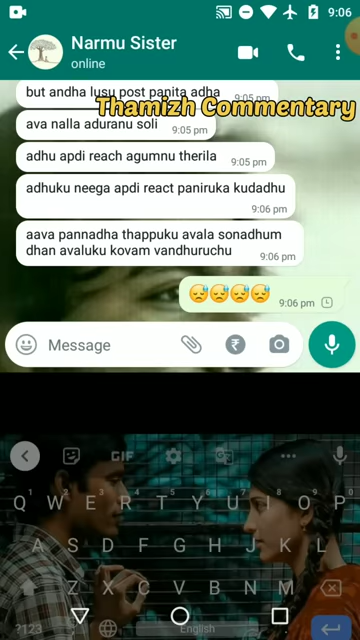 9:06
Narmu Sister
online
but andha lusu post panita adha
9:05 pm
Thamizh Commentary
ava nalla aduranu soli
9:05 pm
adhu apdi reach agumnu therila
9:05 pm
adhuku neega apdi react paniruka kudadhu
9:06 pm
aava pannadha thappuku avala sonadhum
dhan avaluku kovam vandhuruchu
9:06 pm
9:06 pm
Message
GIF
Q W E R T Y U I O P
A S D F G H J K L
Z X C V B N M
?123
English